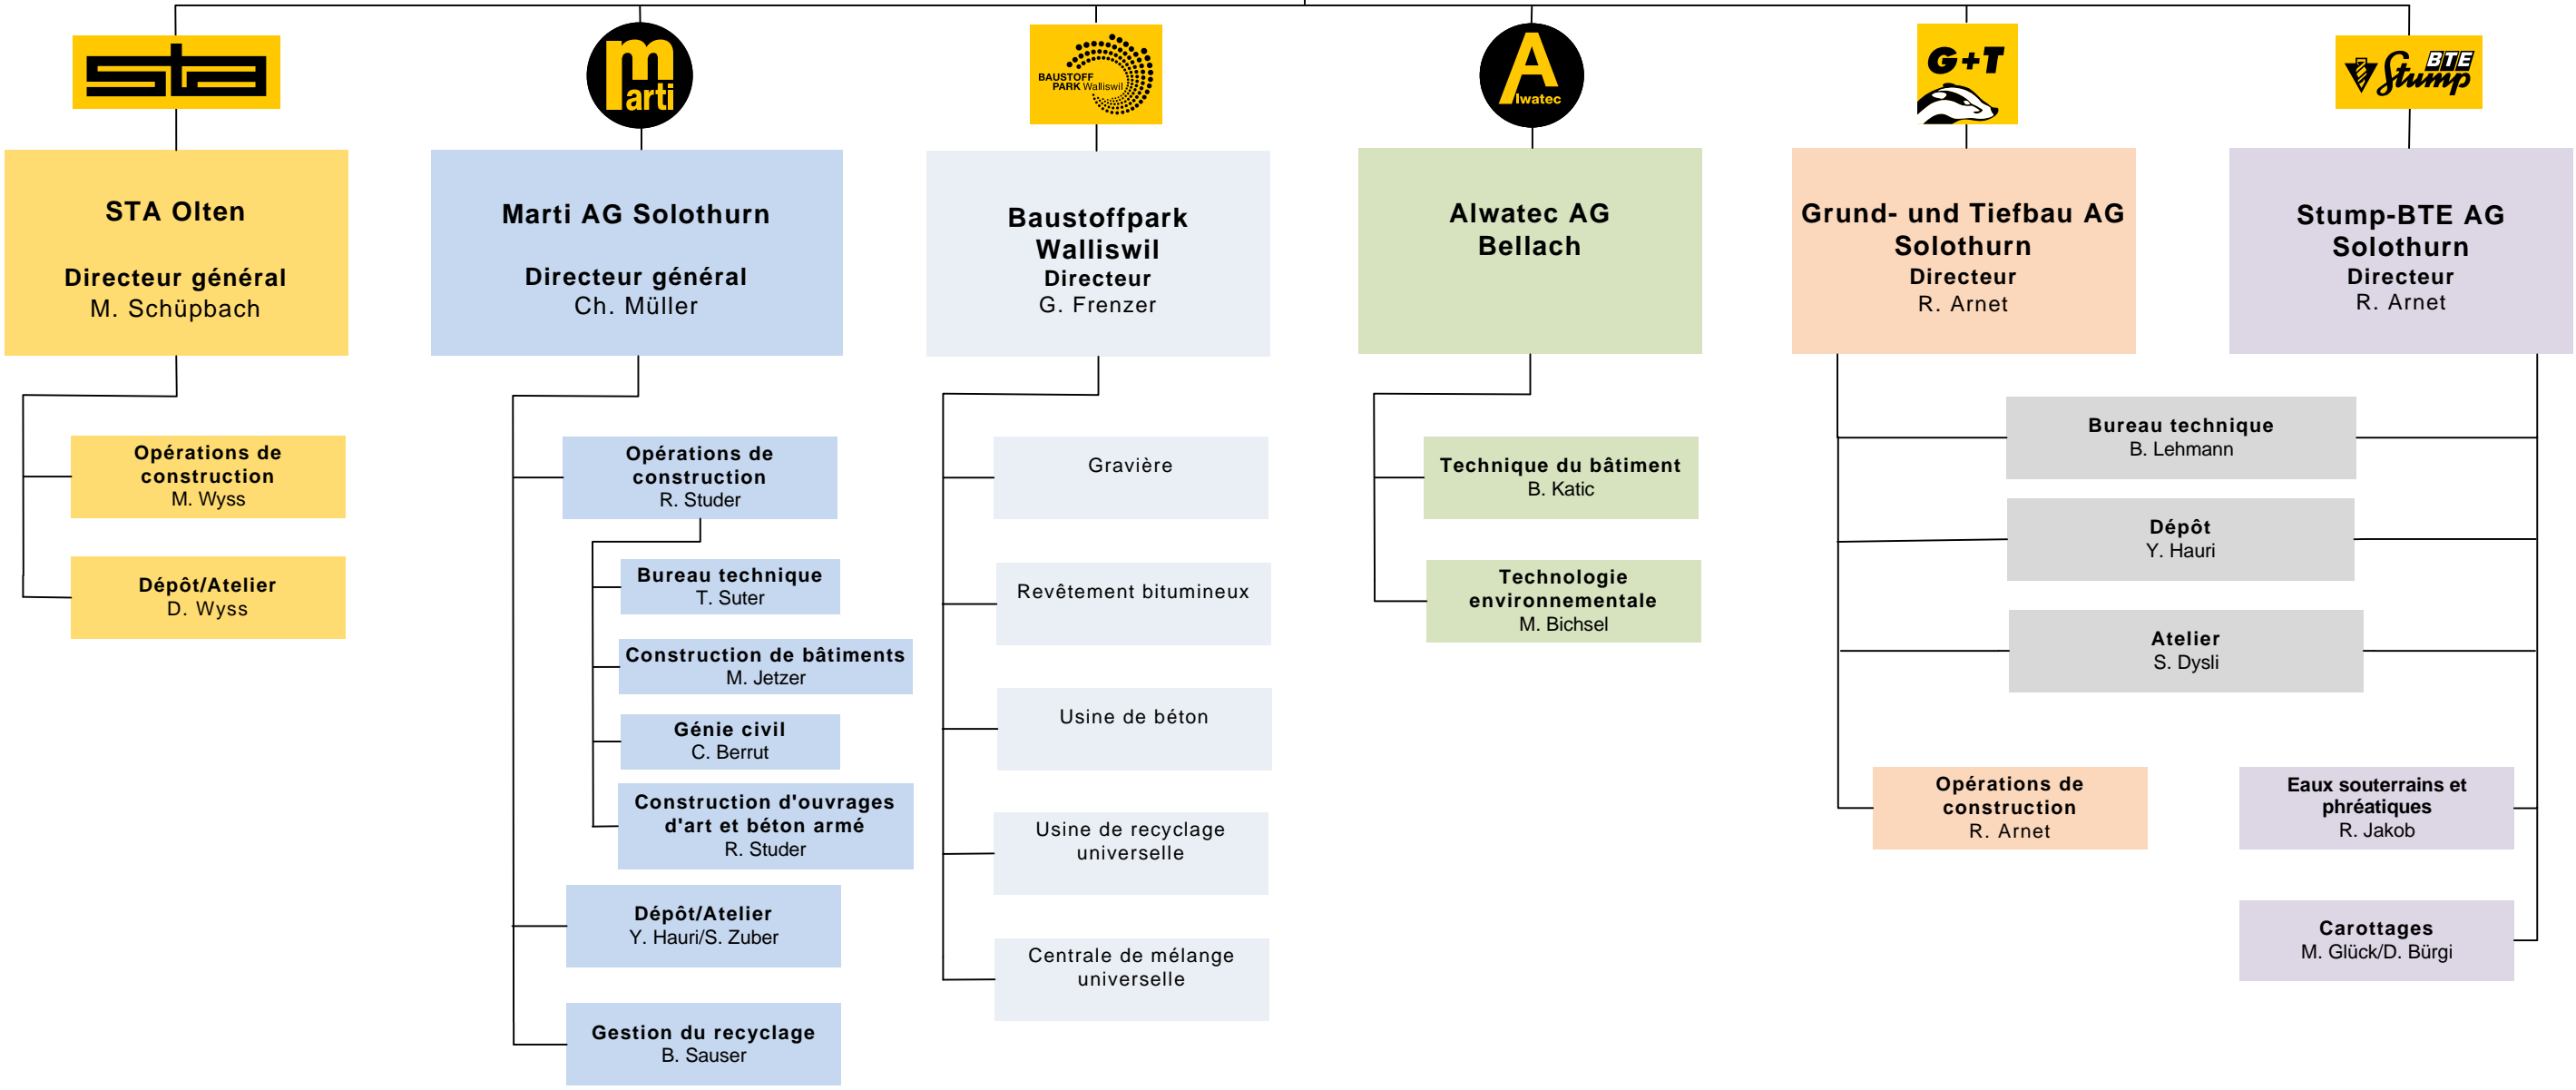 sta
marti
BAUSTOFF
PARK Walliswil
Alwatec
G+T
BTE
Stump
STA Olten
Directeur général
M. Schüpbach
Marti AG Solothurn
Directeur général
Ch. Müller
Baustoffpark
Walliswil
Directeur
G. Frenzer
Alwatec AG
Bellach
Grund- und Tiefbau AG
Solothurn
Directeur
R. Arnet
Stump-BTE AG
Solothurn
Directeur
R. Arnet
Opérations de
construction
M. Wyss
Dépôt/Atelier
D. Wyss
Opérations de
construction
R. Studer
Bureau technique
T. Suter
Construction de bâtiments
M. Jetzer
Génie civil
C. Berrut
Construction d'ouvrages
d'art et béton armé
R. Studer
Dépôt/Atelier
Y. Hauri/S. Zuber
Gestion du recyclage
B. Sauser
Gravière
Revêtement bitumineux
Usine de béton
Usine de recyclage
universelle
Centrale de mélange
universelle
Technique du bâtiment
B. Katic
Technologie
environnementale
M. Bichsel
Bureau technique
B. Lehmann
Dépôt
Y. Hauri
Atelier
S. Dysli
Opérations de
construction
R. Arnet
Eaux souterrains et
phréatiques
R. Jakob
Carottages
M. Glück/D. Bürgi